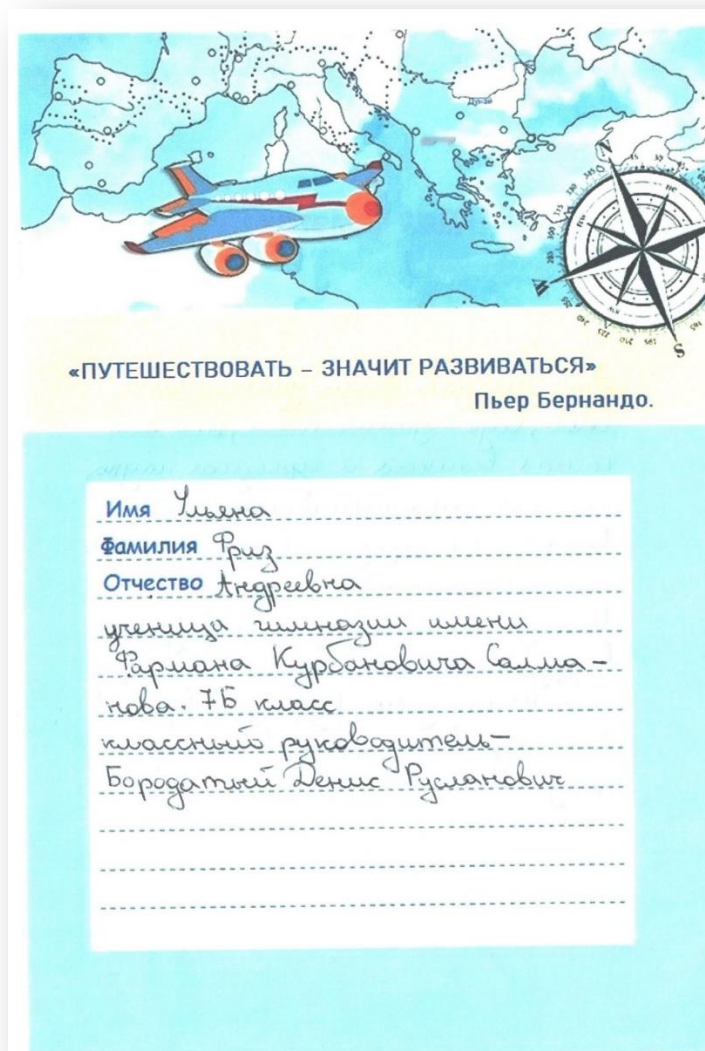 Дунай
«ПУТЕШЕСТВОВАТЬ – ЗНАЧИТ РАЗВИВАТЬСЯ»
Пьер Бернандо.
Имя Ульяна
Фамилия Фриз
Отчество Андреевна
ученица гимназии имени
Фармана Курбановича Салма-
нова. 7Б класс
классный руководитель-
Бородатый Денис Русланович